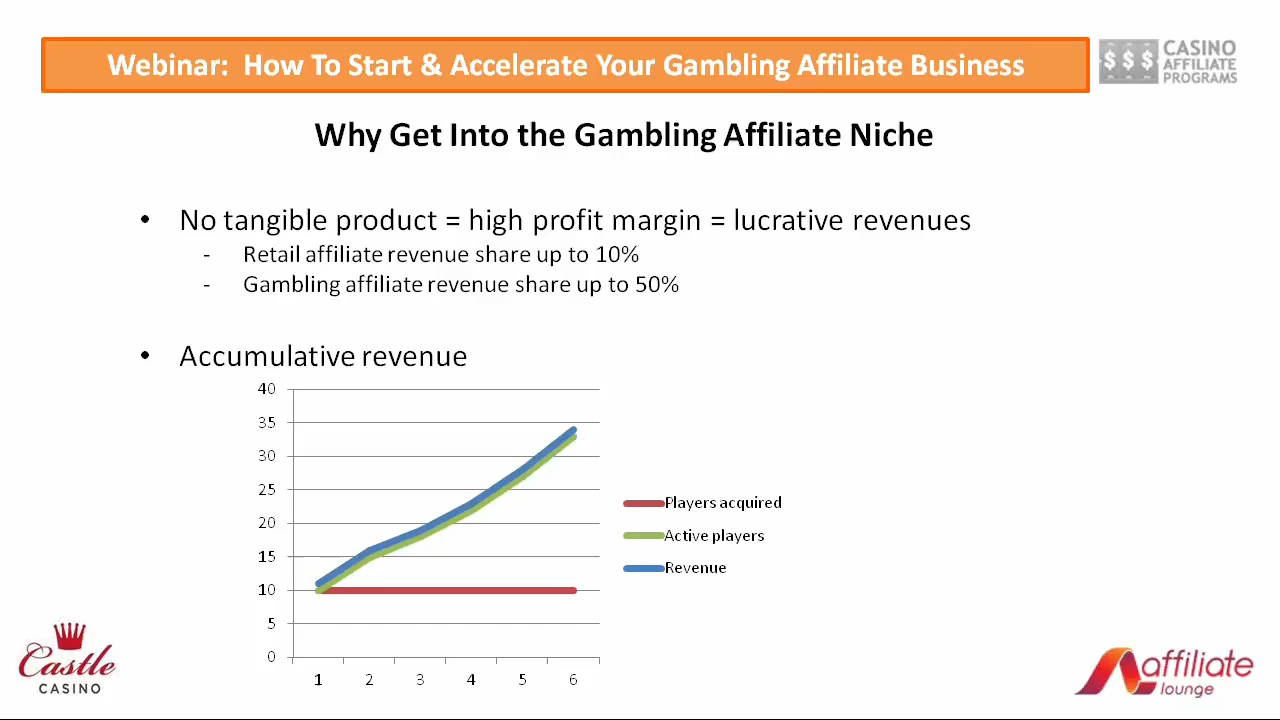 Webinar:  How To Start & Accelerate Your Gambling Affiliate Business
$ $ $ CASINO
AFFILIATE
PROGRAMS
Why Get Into the Gambling Affiliate Niche
• No tangible product = high profit margin = lucrative revenues
- Retail affiliate revenue share up to 10%
- Gambling affiliate revenue share up to 50%
• Accumulative revenue
40
35
30
25
20
15
10
5
0
1 2 3 4 5 6
Players acquired
Active players
Revenue
Castle
CASINO
affiliate
lounge